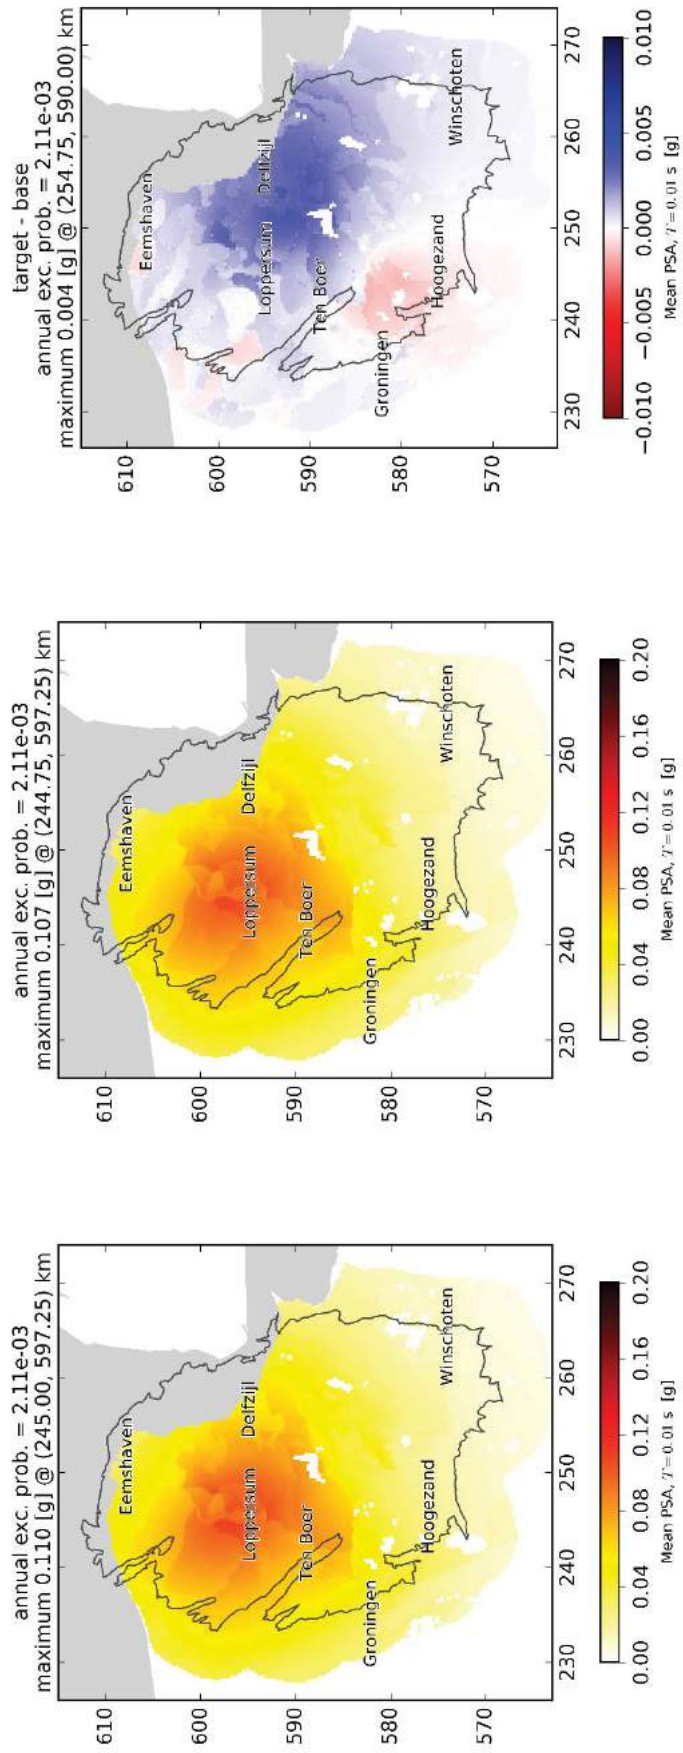 annual exc. prob. = 2.11e-03
maximum 0.110 [g] @ (245.00, 597.25) km
610
600
590
580
570
Eemshaven
Delfzijl
Loppersum
Ten Boer
Groningen
Hoogezand
Winschoten
230 240 250 260 270
0.00 0.04 0.08 0.12 0.16 0.20
Mean PSA, T=0.01 s [g]
annual exc. prob. = 2.11e-03
maximum 0.107 [g] @ (244.75, 597.25) km
610
600
590
580
570
Eemshaven
Delfzijl
Loppersum
Ten Boer
Groningen
Hoogezand
Winschoten
230 240 250 260 270
0.00 0.04 0.08 0.12 0.16 0.20
Mean PSA, T=0.01 s [g]
target - base
annual exc. prob. = 2.11e-03
maximum 0.004 [g] @ (254.75, 590.00) km
610
600
590
580
570
Eemshaven
Delfzijl
Loppersum
Ten Boer
Groningen
Hoogezand
Winschoten
230 240 250 260 270
−0.010 −0.005 0.000 0.005 0.010
Mean PSA, T=0.01 s [g]